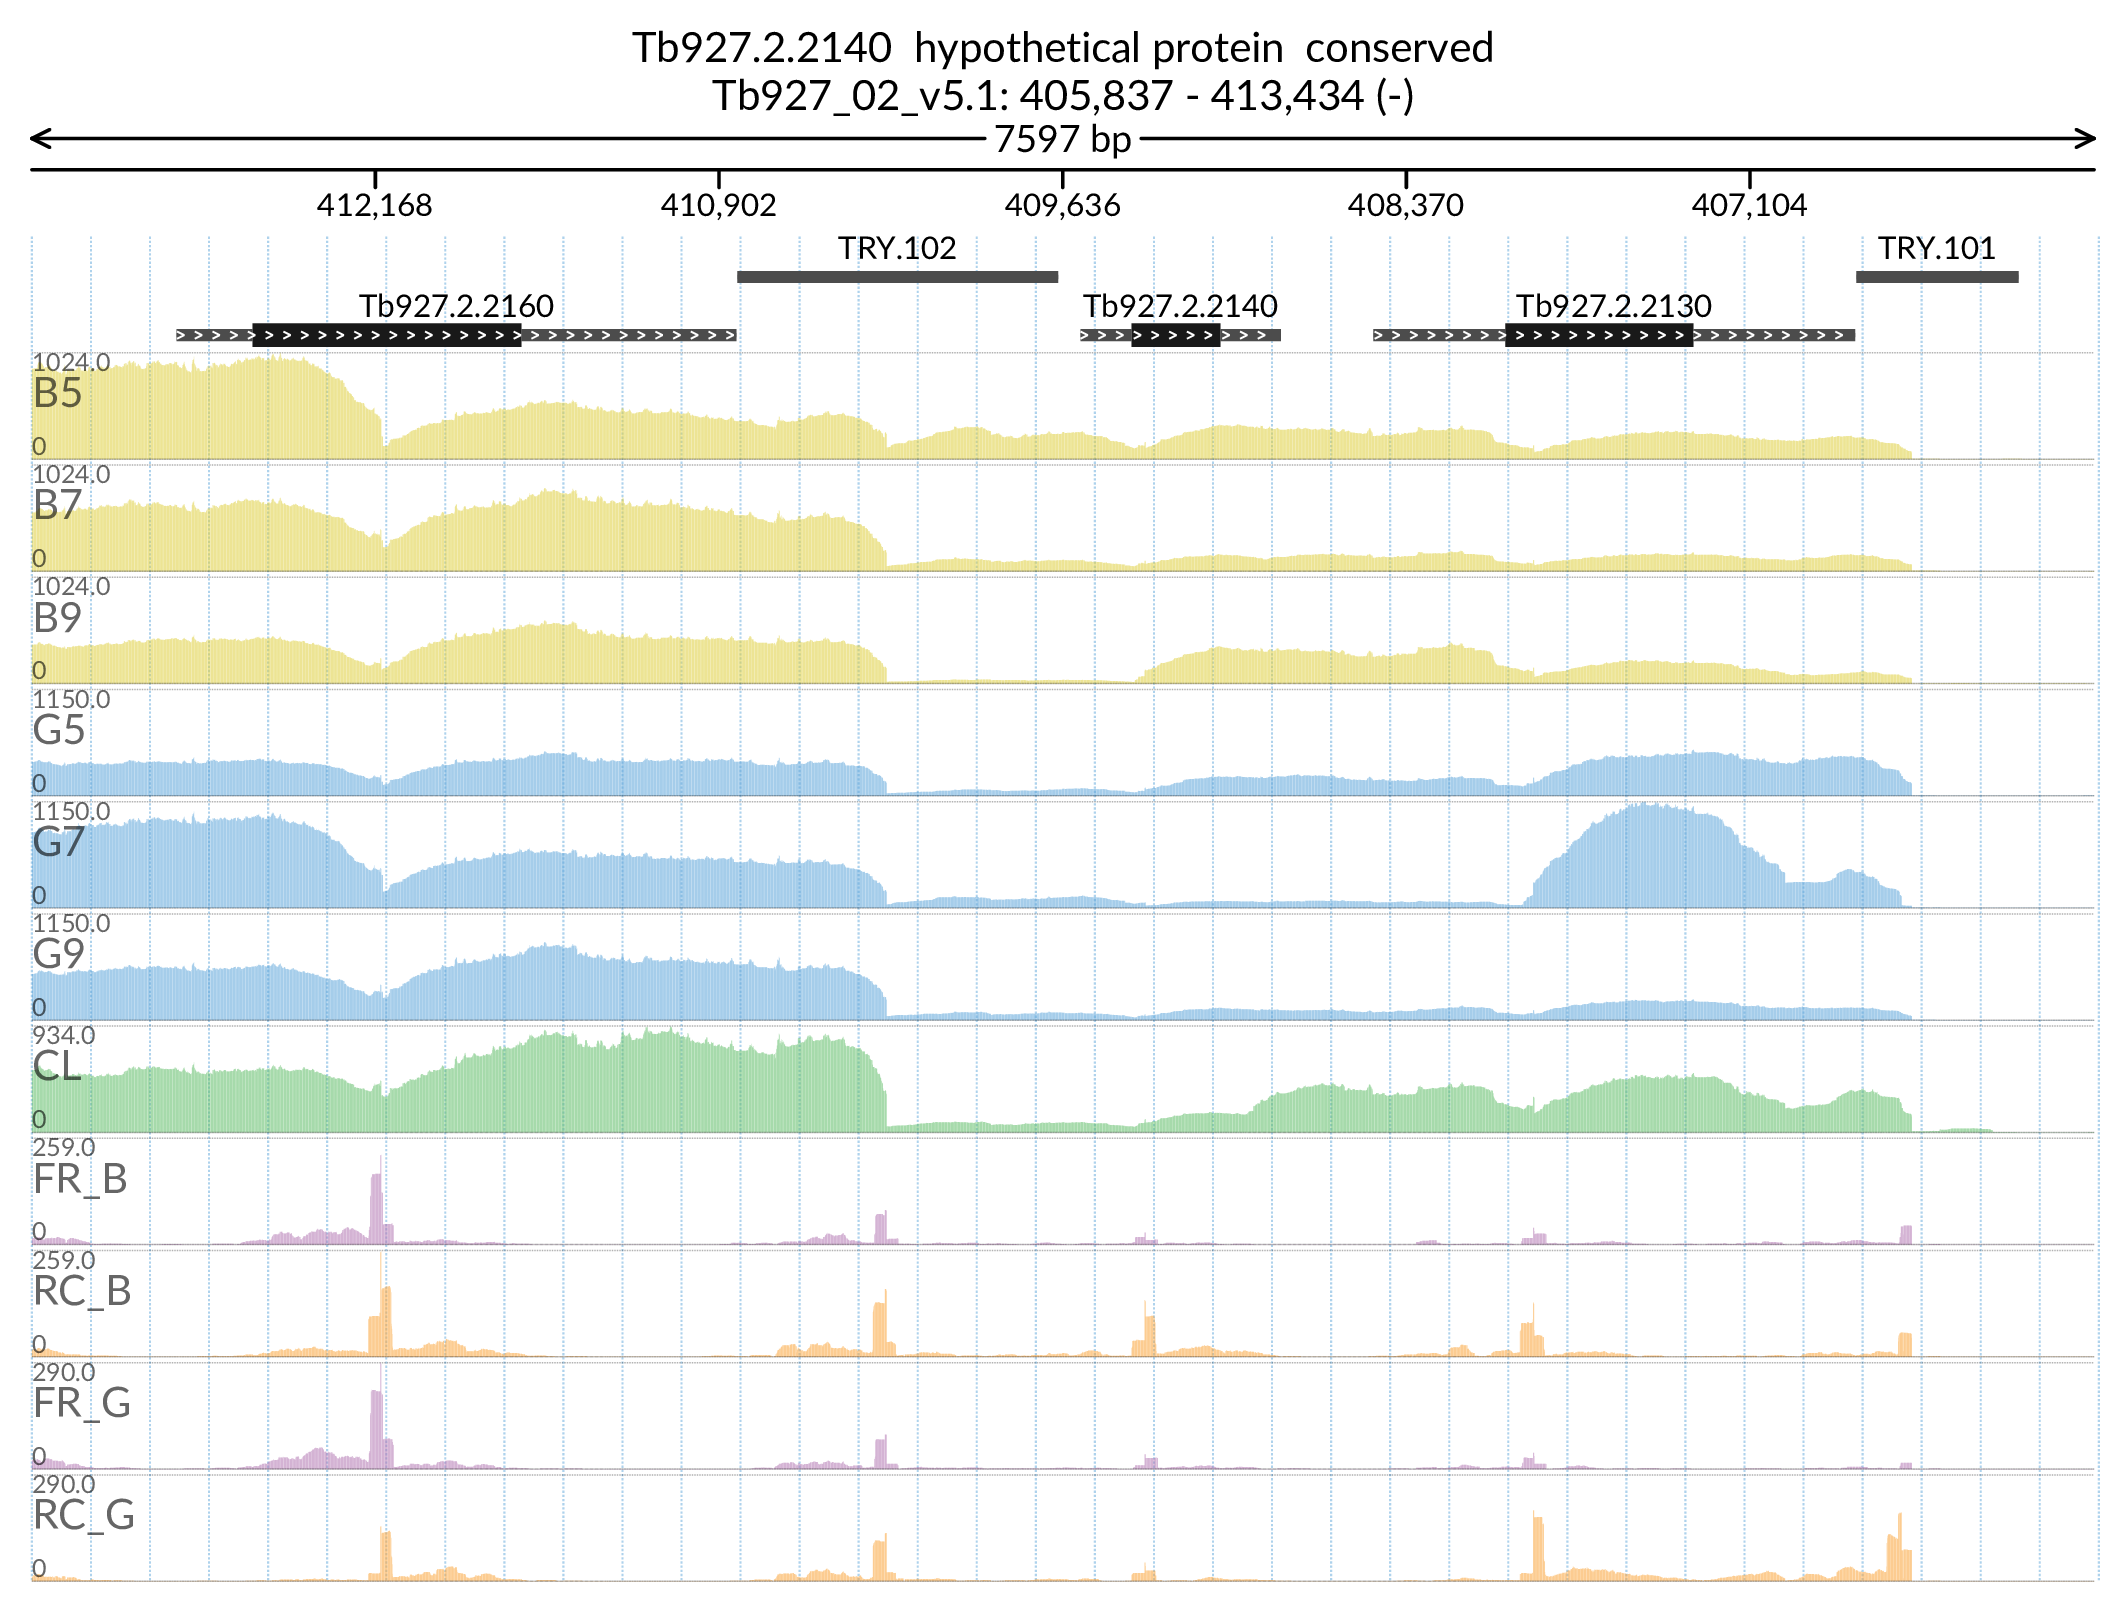 Tb927.2.2140 hypothetical protein conserved
Tb927_02_v5.1: 405,837 - 413,434 (-)
7597 bp
412,168 410,902 409,636 408,370 407,104
TRY.102 TRY.101
Tb927.2.2160 Tb927.2.2140 Tb927.2.2130
1024.0
B5
0
1024.0
B7
0
1024.0
B9
0
1150.0
G5
0
1150.0
G7
0
1150.0
G9
0
934.0
CL
0
259.0
FR_B
0
259.0
RC_B
0
290.0
FR_G
0
290.0
RC_G
0